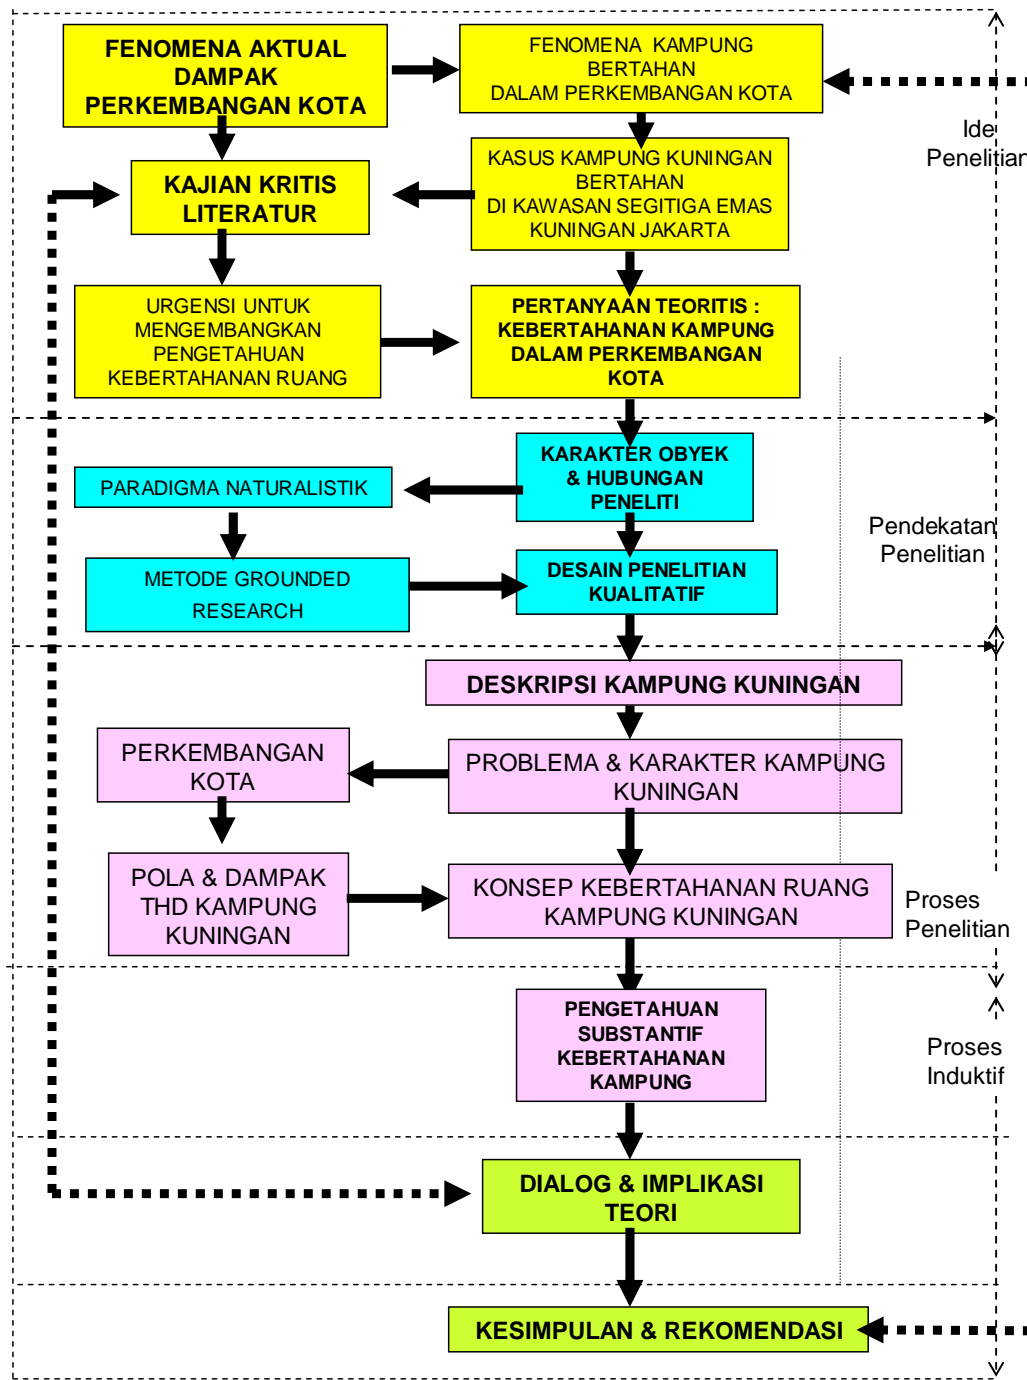 FENOMENA AKTUAL
DAMPAK
PERKEMBANGAN KOTA
FENOMENA KAMPUNG
BERTAHAN
DALAM PERKEMBANGAN KOTA
Ide
Penelitian
KAJIAN KRITIS
LITERATUR
KASUS KAMPUNG KUNINGAN
BERTAHAN
DI KAWASAN SEGITIGA EMAS
KUNINGAN JAKARTA
URGENSI UNTUK
MENGEMBANGKAN
PENGETAHUAN
KEBERTAHANAN RUANG
PERTANYAAN TEORITIS :
KEBERTAHANAN KAMPUNG
DALAM PERKEMBANGAN
KOTA
KARAKTER OBYEK
& HUBUNGAN
PENELITI
PARADIGMA NATURALISTIK
Pendekatan
Penelitian
METODE GROUNDED
RESEARCH
DESAIN PENELITIAN
KUALITATIF
DESKRIPSI KAMPUNG KUNINGAN
PERKEMBANGAN
KOTA
PROBLEMA & KARAKTER KAMPUNG
KUNINGAN
POLA & DAMPAK
THD KAMPUNG
KUNINGAN
KONSEP KEBERTAHANAN RUANG
KAMPUNG KUNINGAN
Proses
Penelitian
PENGETAHUAN
SUBSTANTIF
KEBERTAHANAN
KAMPUNG
Proses
Induktif
DIALOG & IMPLIKASI
TEORI
KESIMPULAN & REKOMENDASI